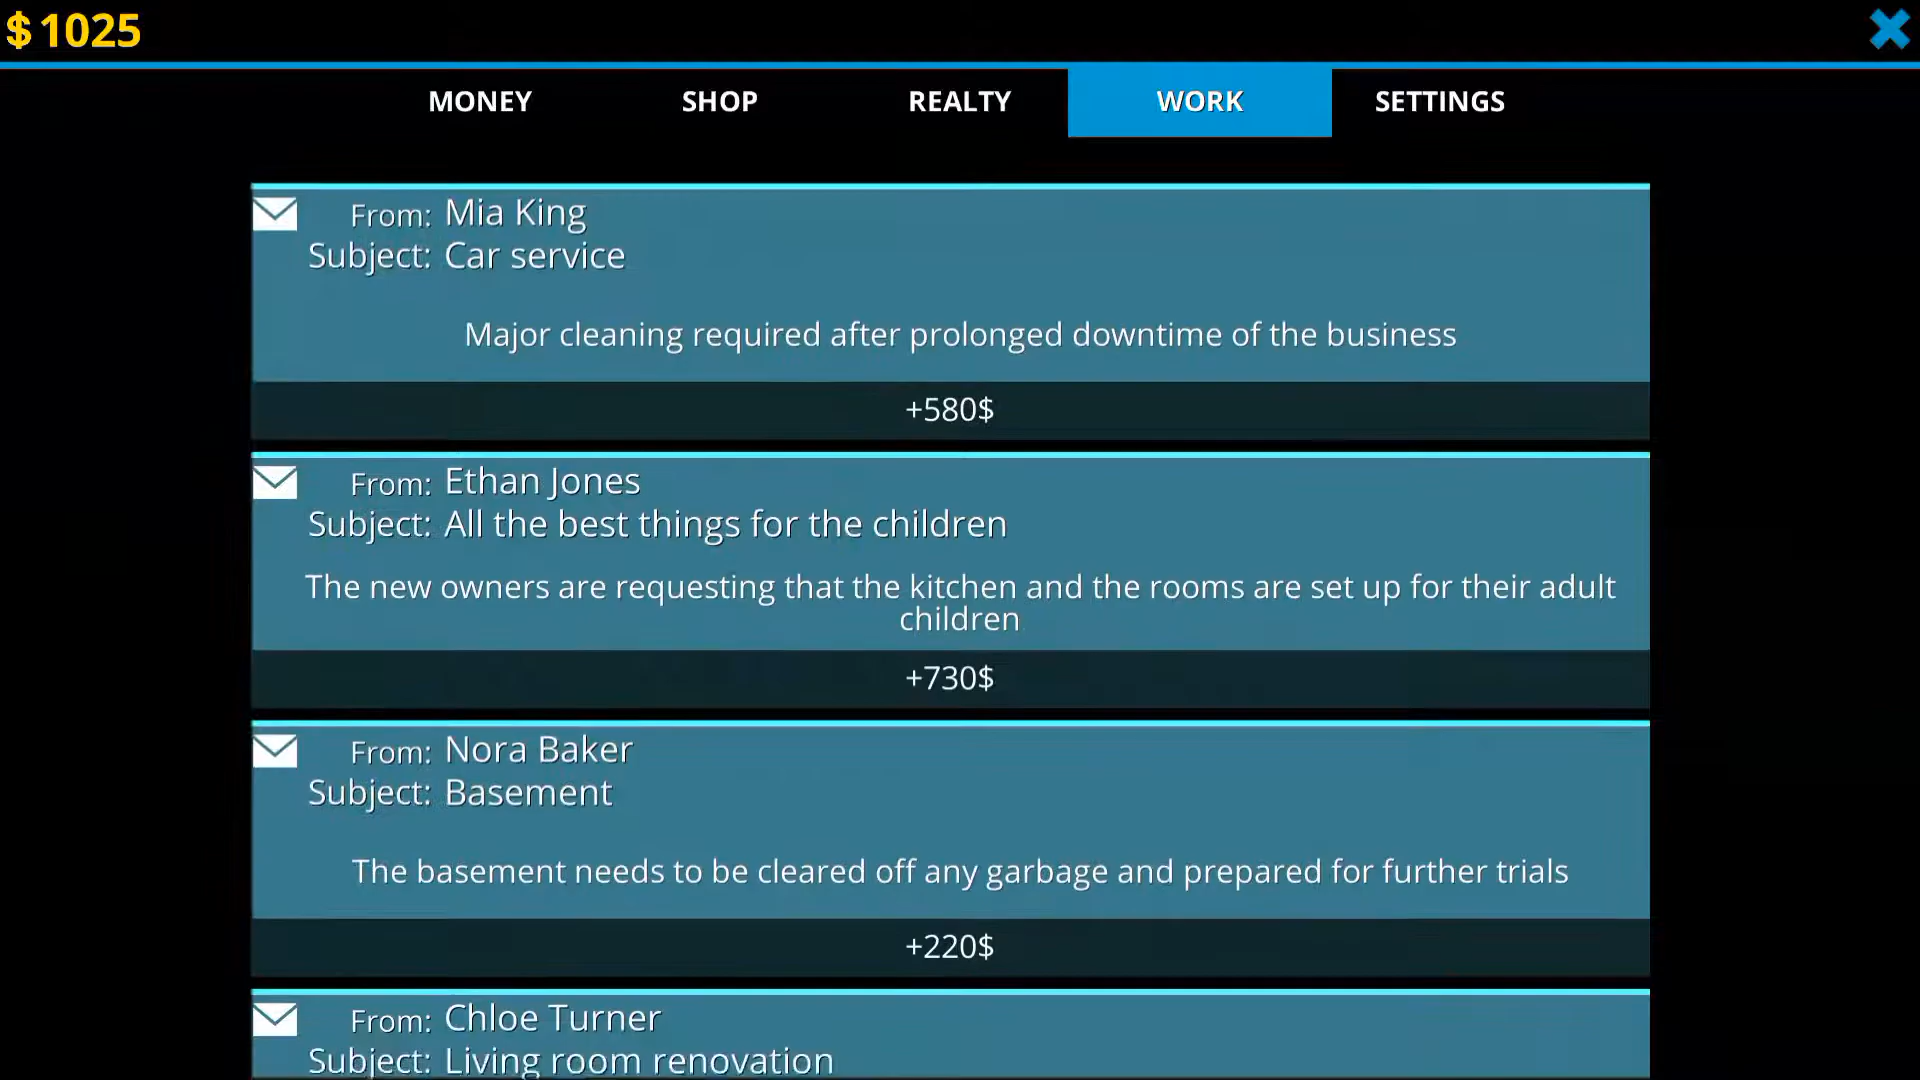 $1025
MONEY SHOP REALTY WORK SETTINGS
From: Mia King
Subject: Car service
Major cleaning required after prolonged downtime of the business
+580$
From: Ethan Jones
Subject: All the best things for the children
The new owners are requesting that the kitchen and the rooms are set up for their adult
children
+730$
From: Nora Baker
Subject: Basement
The basement needs to be cleared off any garbage and prepared for further trials
+220$
From: Chloe Turner
Subject: Living room renovation